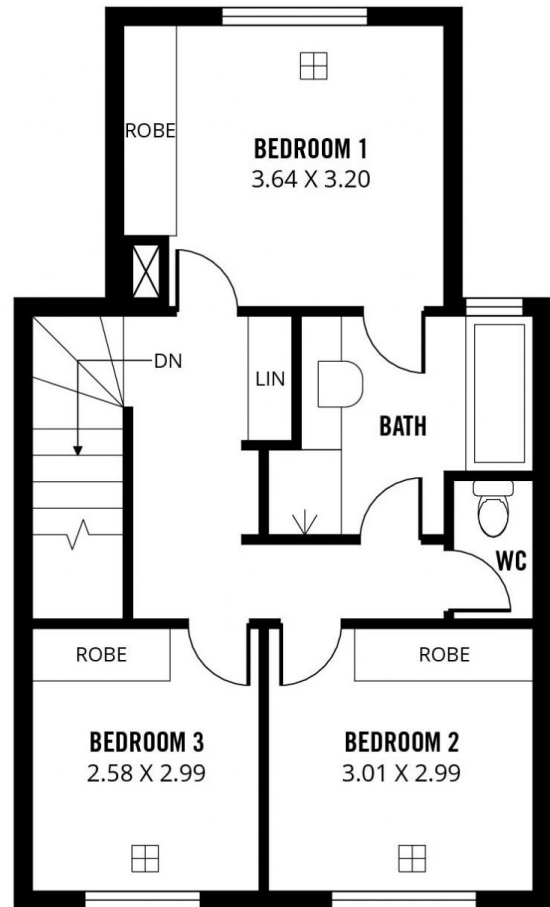 ROBE
BEDROOM 1
3.64 X 3.20
DN
LIN
BATH
WC
ROBE
ROBE
BEDROOM 3
2.58 X 2.99
BEDROOM 2
3.01 X 2.99